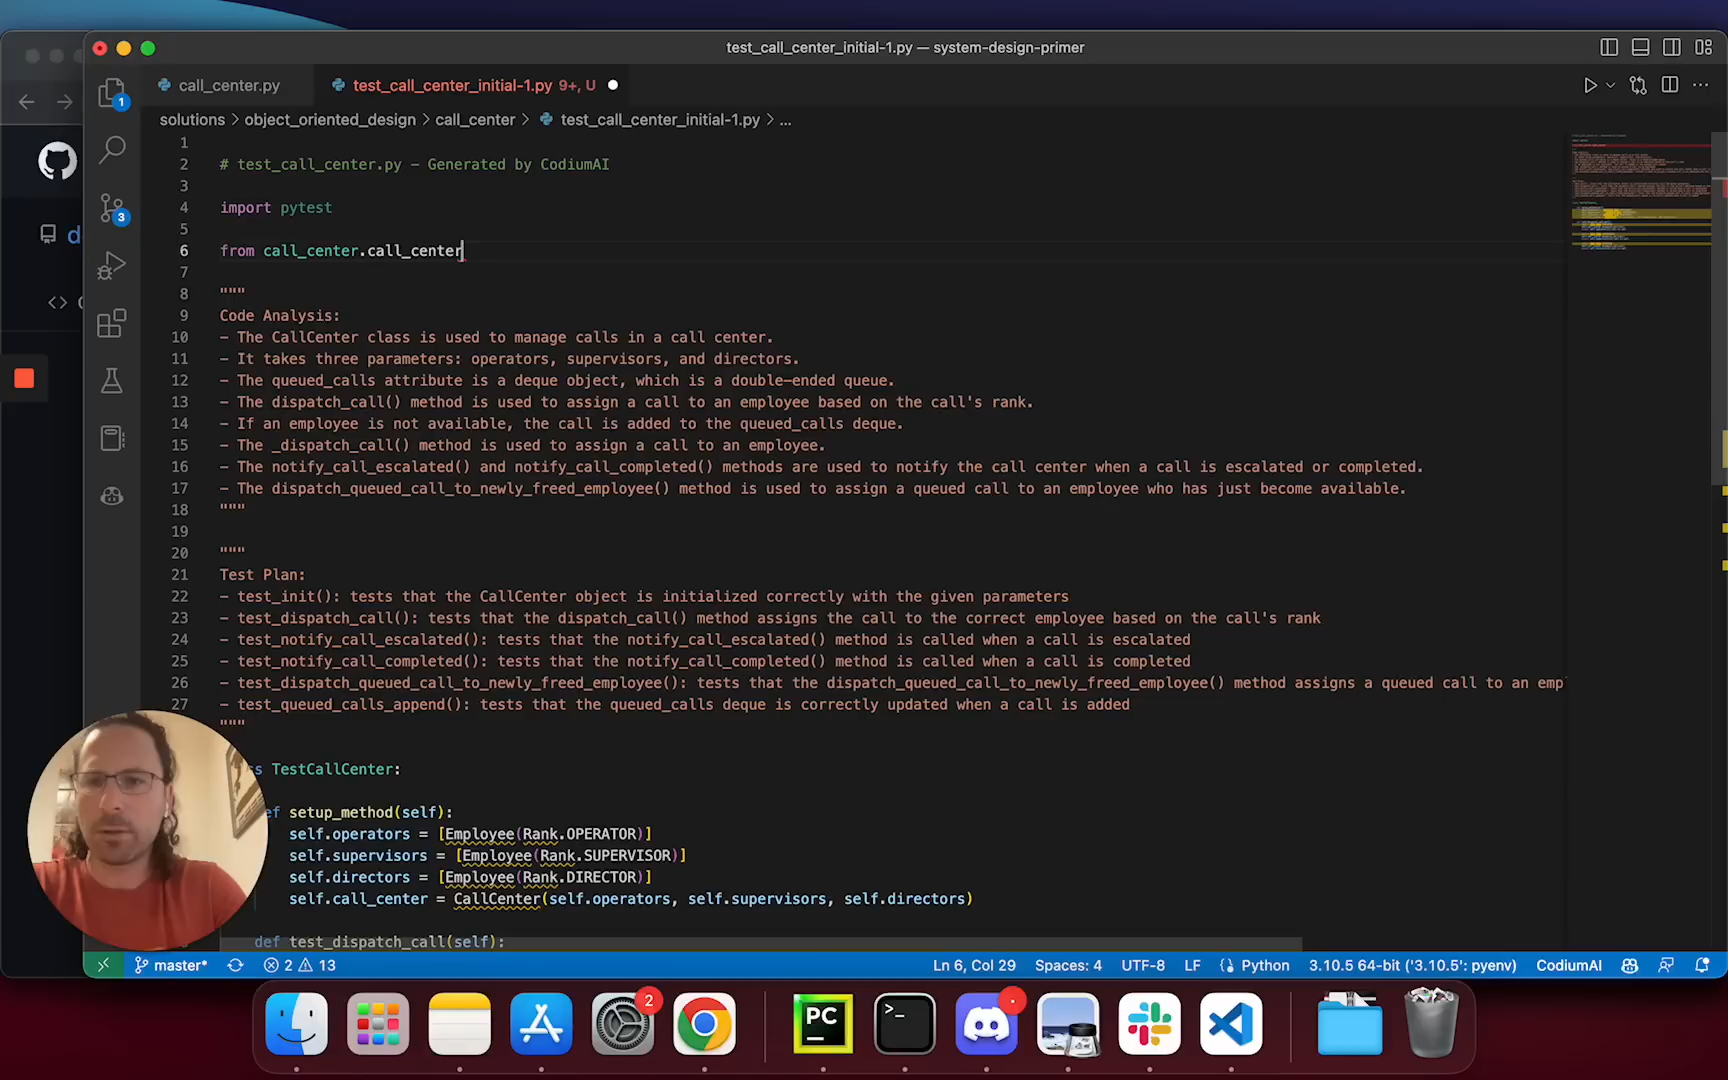 test_call_center_initial-1.py — system-design-primer
call_center.py
test_call_center_initial-1.py 9+, U
solutions > object_oriented_design > call_center > test_call_center_initial-1.py > ...
1
2 # test_call_center.py – Generated by CodiumAI
3
4 import pytest
5
6 from call_center.call_center
7
8 """
9 Code Analysis:
10 - The CallCenter class is used to manage calls in a call center.
11 - It takes three parameters: operators, supervisors, and directors.
12 - The queued_calls attribute is a deque object, which is a double-ended queue.
13 - The dispatch_call() method is used to assign a call to an employee based on the call's rank.
14 - If an employee is not available, the call is added to the queued_calls deque.
15 - The _dispatch_call() method is used to assign a call to an employee.
16 - The notify_call_escalated() and notify_call_completed() methods are used to notify the call center when a call is escalated or completed.
17 - The dispatch_queued_call_to_newly_freed_employee() method is used to assign a queued call to an employee who has just become available.
18 """
19
20 """
21 Test Plan:
22 - test_init(): tests that the CallCenter object is initialized correctly with the given parameters
23 - test_dispatch_call(): tests that the dispatch_call() method assigns the call to the correct employee based on the call's rank
24 - test_notify_call_escalated(): tests that the notify_call_escalated() method is called when a call is escalated
25 - test_notify_call_completed(): tests that the notify_call_completed() method is called when a call is completed
26 - test_dispatch_queued_call_to_newly_freed_employee(): tests that the dispatch_queued_call_to_newly_freed_employee() method assigns a queued call to an emp
27 - test_queued_calls_append(): tests that the queued_calls deque is correctly updated when a call is added
"""
s TestCallCenter:
ef setup_method(self):
self.operators = [Employee(Rank.OPERATOR)]
self.supervisors = [Employee(Rank.SUPERVISOR)]
self.directors = [Employee(Rank.DIRECTOR)]
self.call_center = CallCenter(self.operators, self.supervisors, self.directors)
def test_dispatch_call(self):
master* 2 13 Ln 6, Col 29 Spaces: 4 UTF-8 LF Python 3.10.5 64-bit ('3.10.5': pyenv) CodiumAI
1
3
d
2
PC